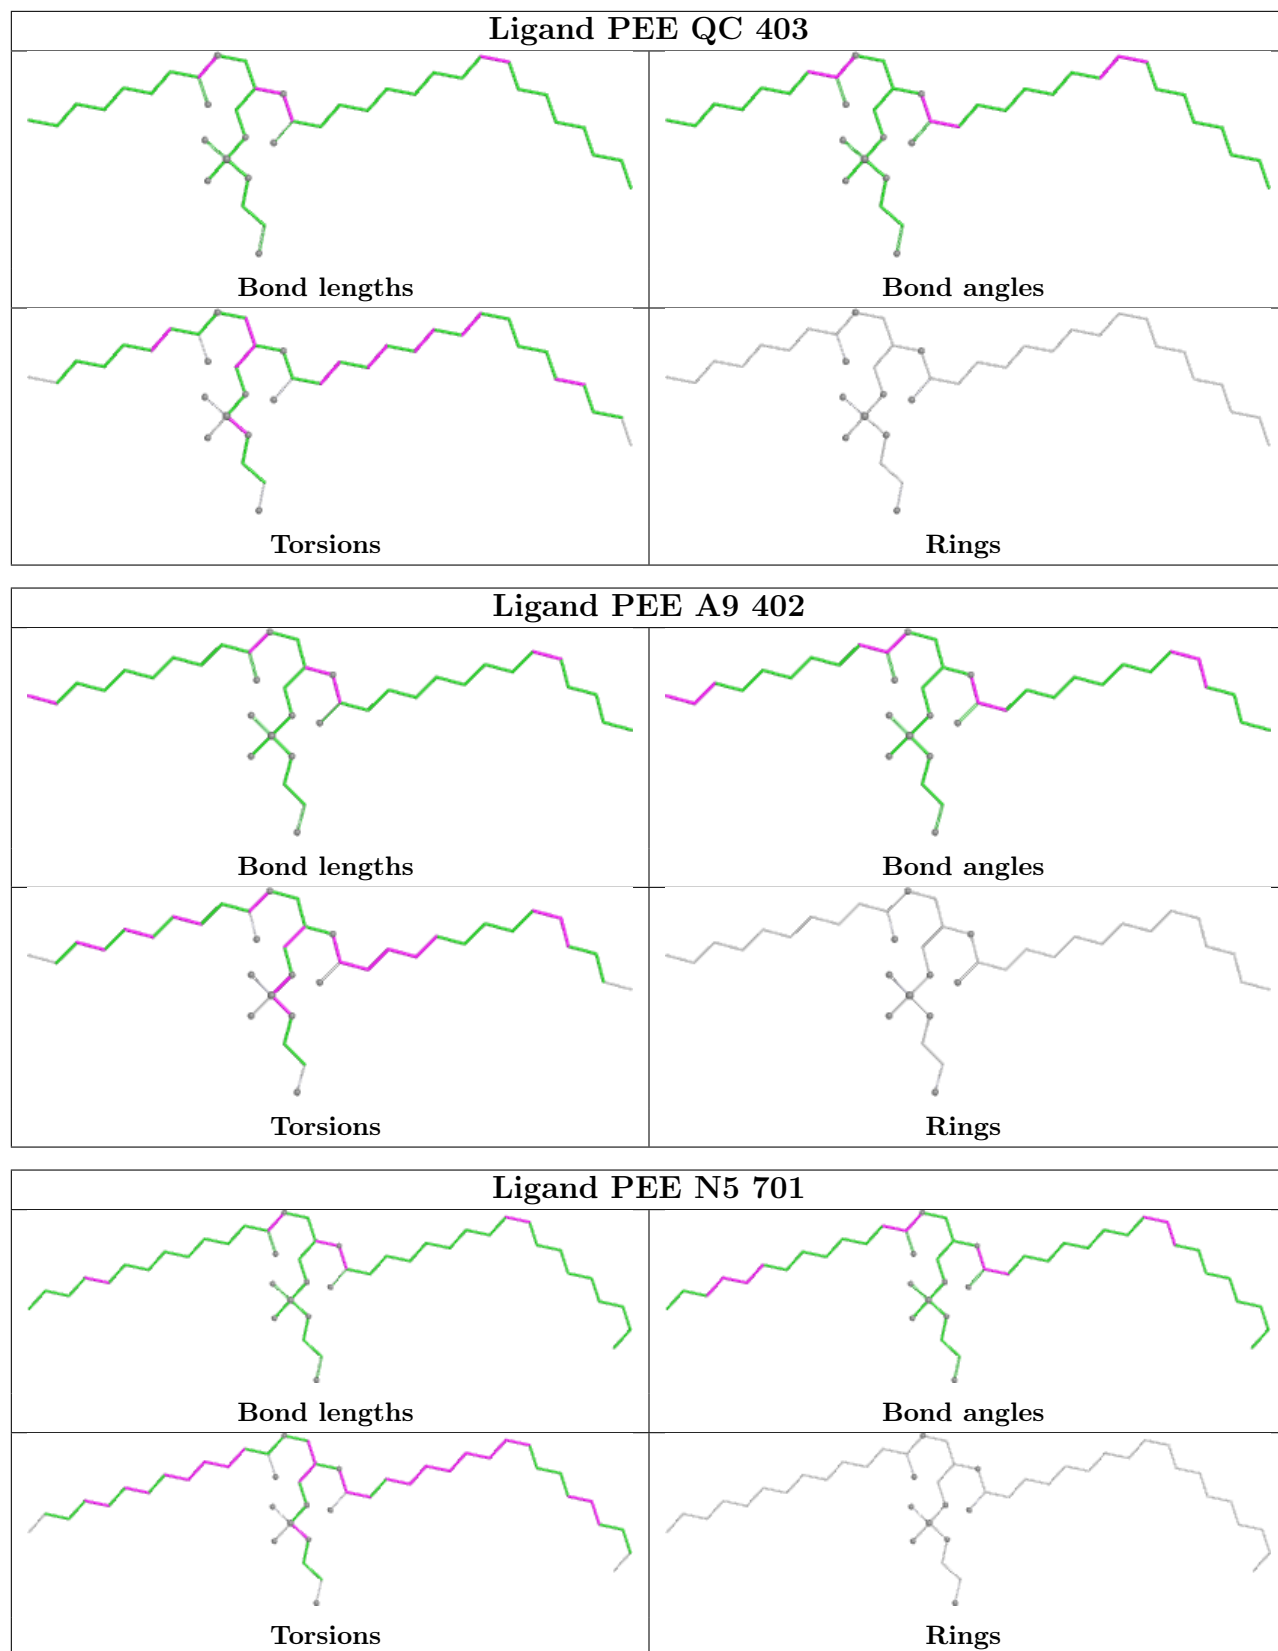 Ligand PEE QC 403
Bond lengths
Bond angles
Torsions
Rings
Ligand PEE A9 402
Bond lengths
Bond angles
Torsions
Rings
Ligand PEE N5 701
Bond lengths
Bond angles
Torsions
Rings